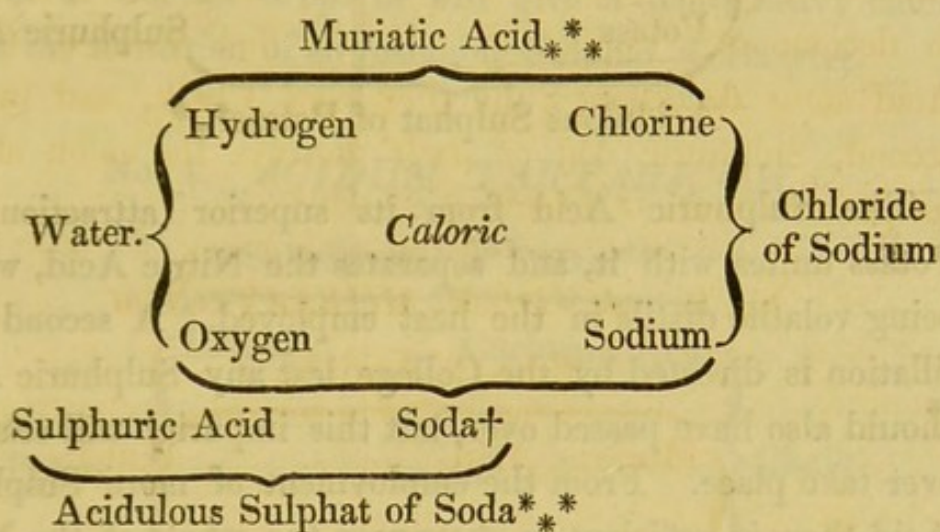 Muriatic Acid***
Hydrogen Chlorine
Water. Caloric Chloride
of Sodium
Oxygen Sodium
Sulphuric Acid Soda†
Acidulous Sulphat of Soda***